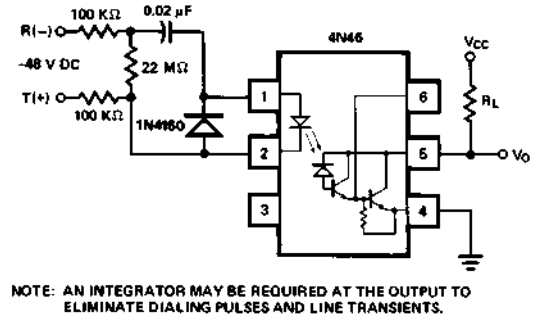 100 KΩ
0.02 µF
R(–)
–48 V DC
22 MΩ
T(+)
100 KΩ
1N4150
4N46
1
2
3
6
5
4
VCC
RL
VO
NOTE: AN INTEGRATOR MAY BE REQUIRED AT THE OUTPUT TO
ELIMINATE DIALING PULSES AND LINE TRANSIENTS.